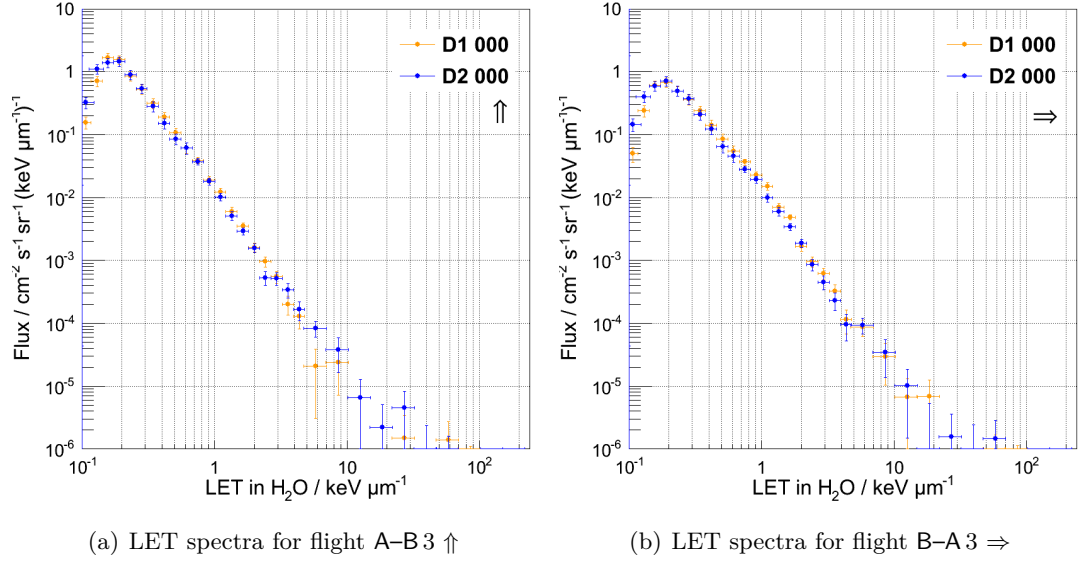 10
1
10⁻¹
10⁻²
10⁻³
10⁻⁴
10⁻⁵
10⁻⁶
Flux / cm⁻² s⁻¹ sr⁻¹ (keV µm)⁻¹
D1 000
D2 000
⇑
10⁻¹ 1 10 10²
LET in H₂O / keV µm⁻¹
(a) LET spectra for flight A–B 3 ⇑
10
1
10⁻¹
10⁻²
10⁻³
10⁻⁴
10⁻⁵
10⁻⁶
Flux / cm⁻² s⁻¹ sr⁻¹ (keV µm)⁻¹
D1 000
D2 000
⇒
10⁻¹ 1 10 10²
LET in H₂O / keV µm⁻¹
(b) LET spectra for flight B–A 3 ⇒